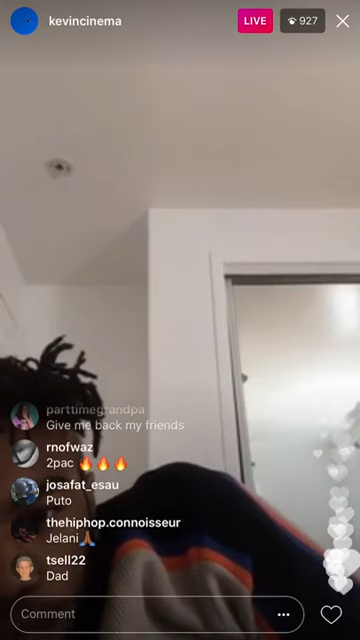 kevincinema
LIVE
927
parttimegrandpa
Give me back my friends
rnofwaz
2pac 🔥🔥🔥
josafat_esau
Puto
thehiphop.connoisseur
Jelani🙏🏾
tsell22
Dad
Comment